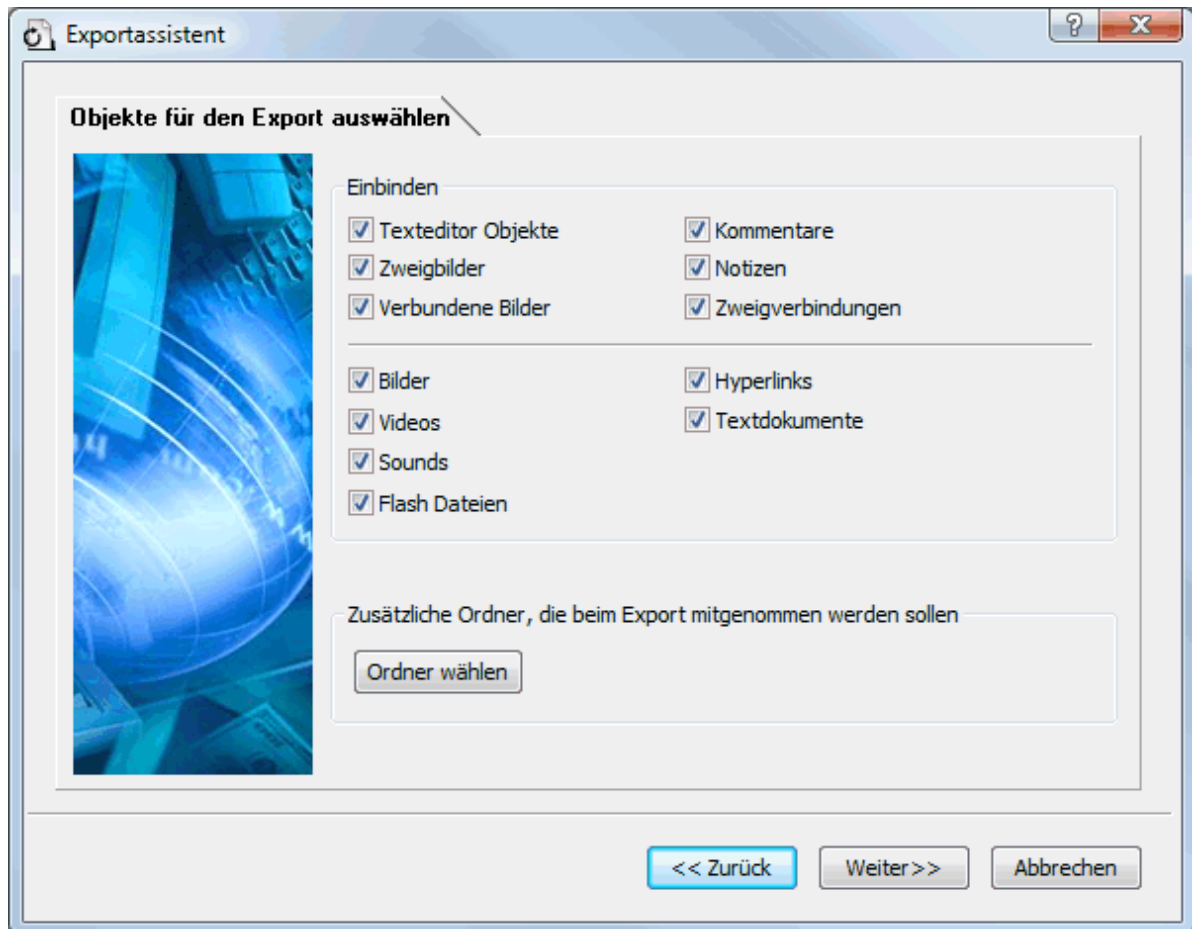 Exportassistent
Objekte für den Export auswählen
Einbinden
Texteditor Objekte
Kommentare
Zweigbilder
Notizen
Verbundene Bilder
Zweigverbindungen
Bilder
Hyperlinks
Videos
Textdokumente
Sounds
Flash Dateien
Zusätzliche Ordner, die beim Export mitgenommen werden sollen
Ordner wählen
<< Zurück
Weiter>>
Abbrechen